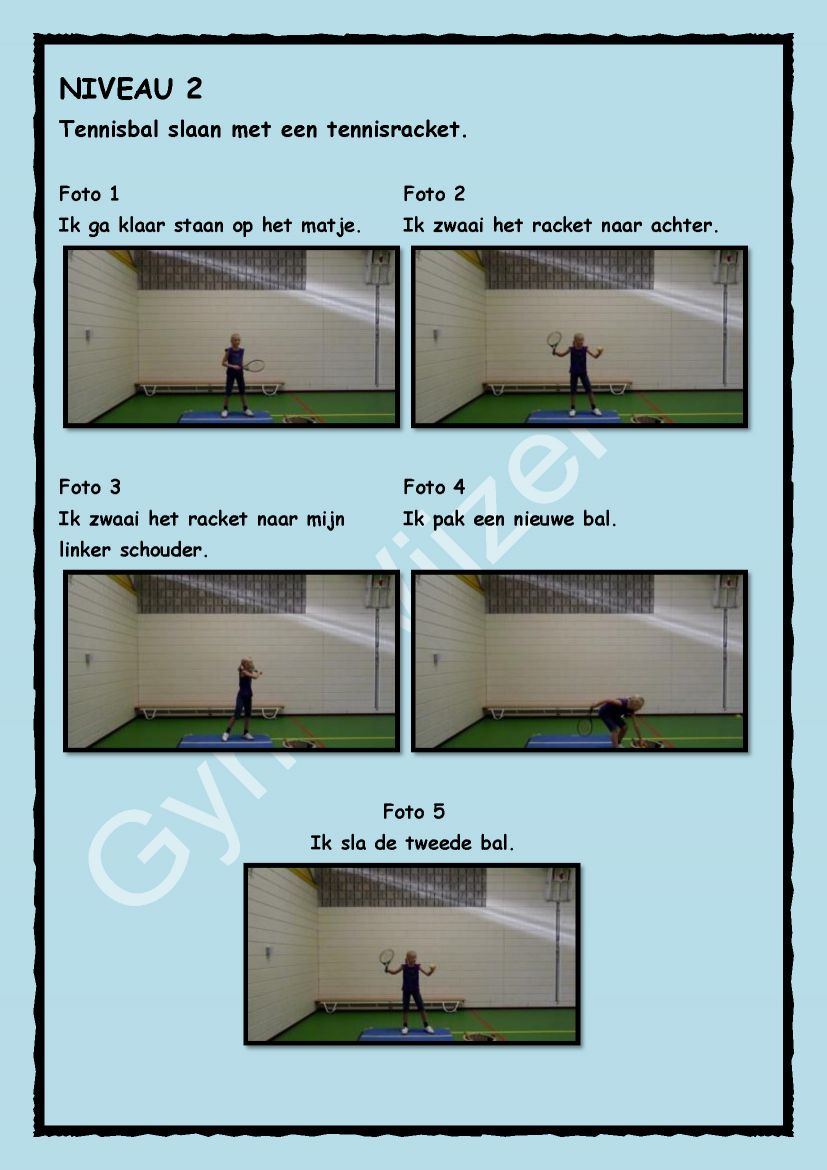 NIVEAU 2
Tennisbal slaan met een tennisracket.
Foto 1
Ik ga klaar staan op het matje.
Foto 2
Ik zwaai het racket naar achter.
Foto 3
Ik zwaai het racket naar mijn
linker schouder.
Foto 4
Ik pak een nieuwe bal.
Foto 5
Ik sla de tweede bal.